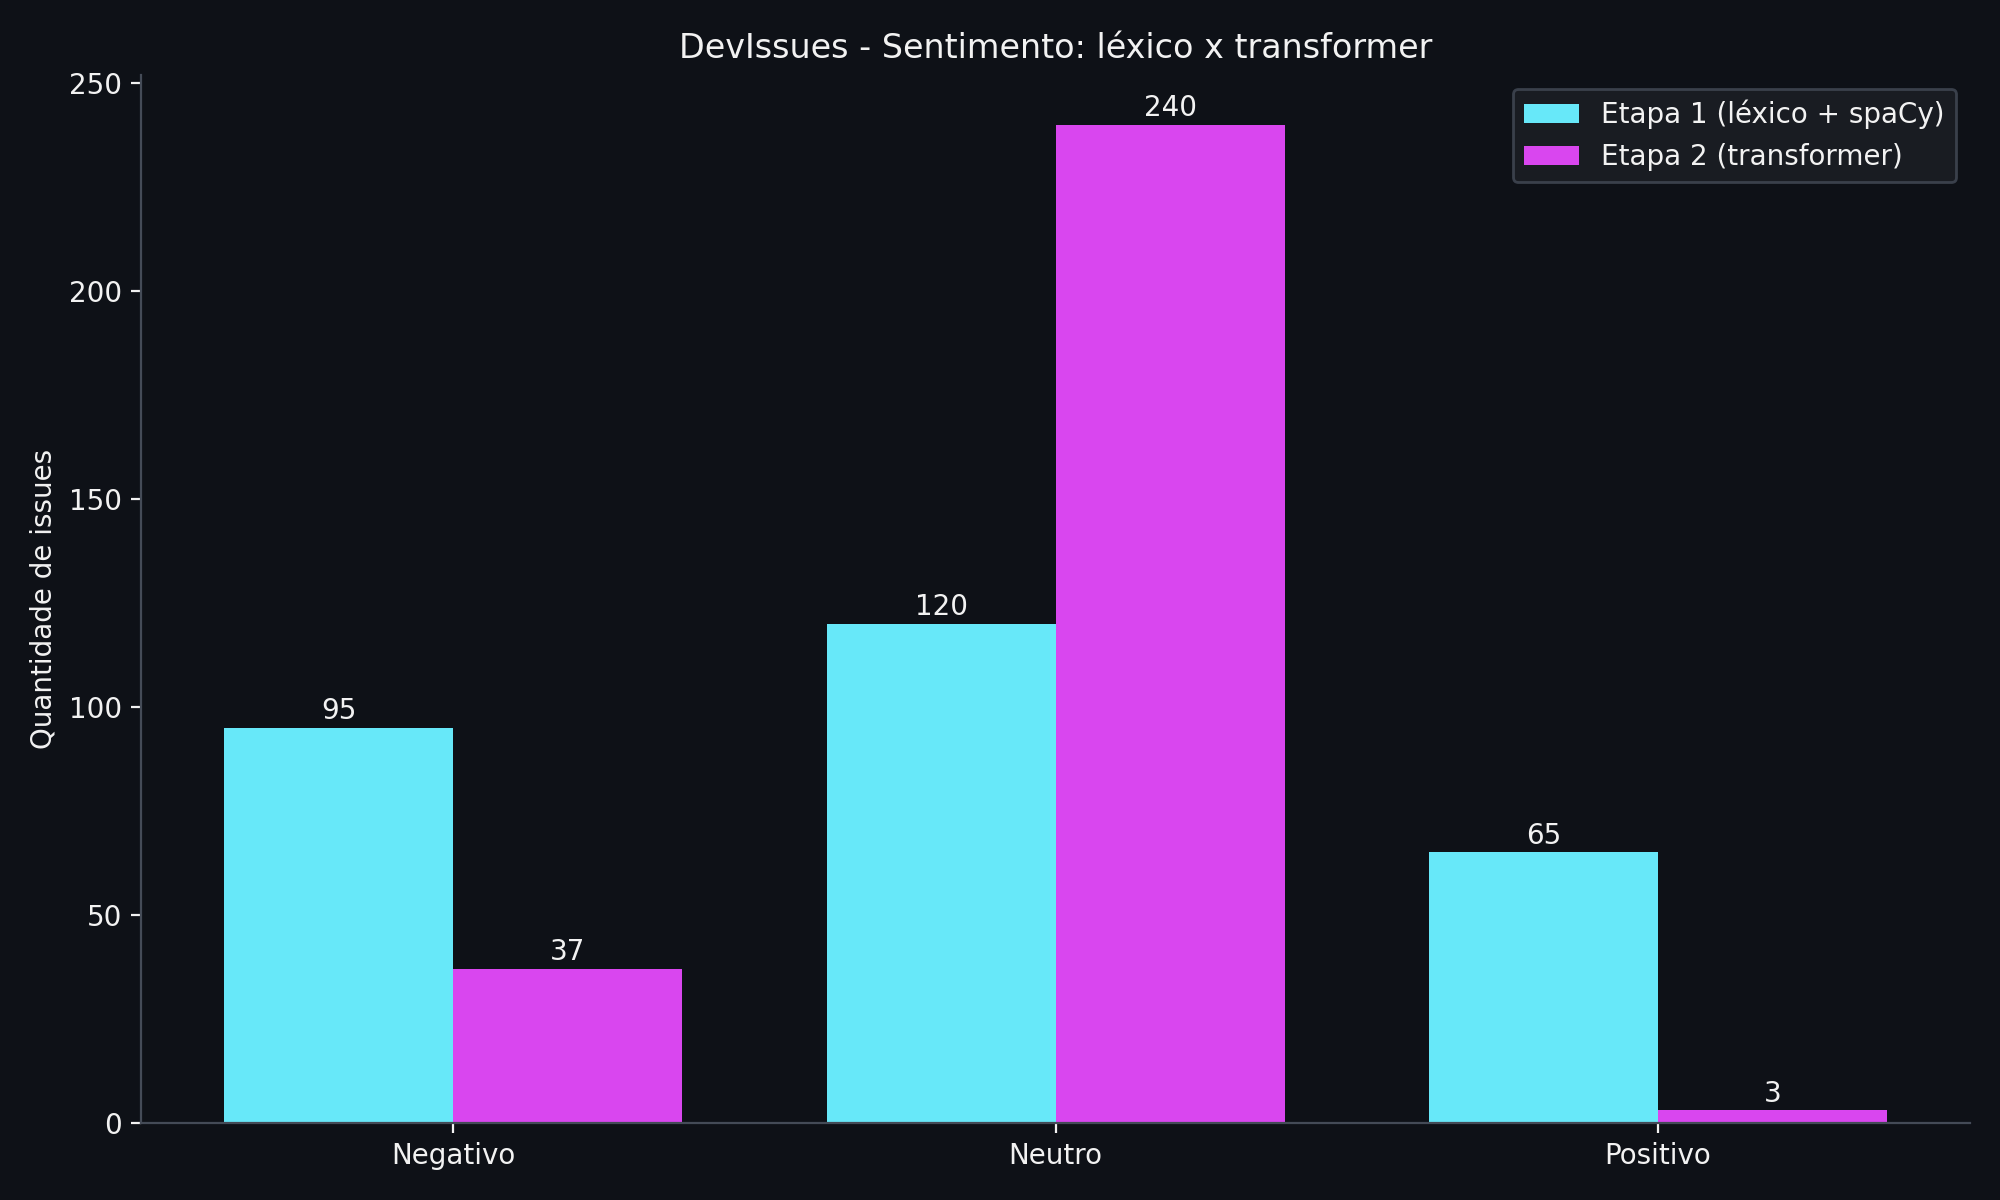 DevIssues - Sentimento: léxico x transformer
Etapa 1 (léxico + spaCy)
Etapa 2 (transformer)
Quantidade de issues
250
200
150
100
50
0
95
37
120
240
65
3
Negativo
Neutro
Positivo